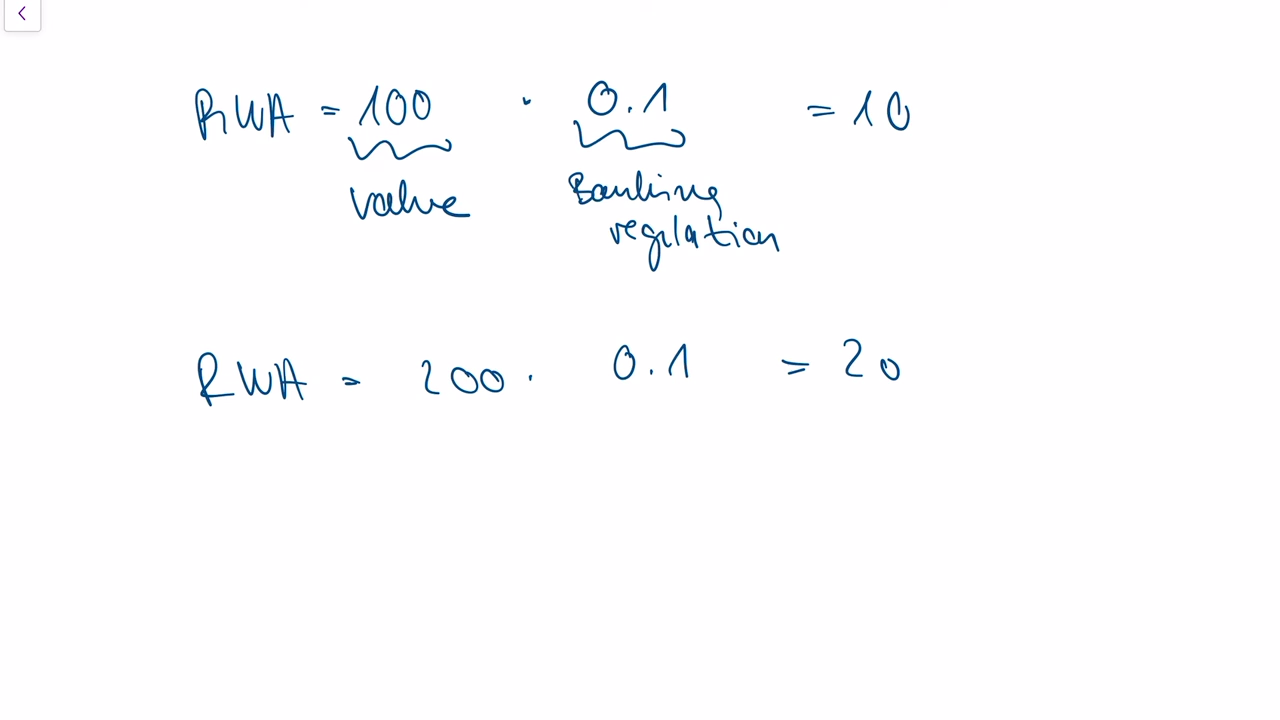 RWA = 100 · 0.1 = 10
value Banking
regulation
RWA = 200 · 0.1 = 20